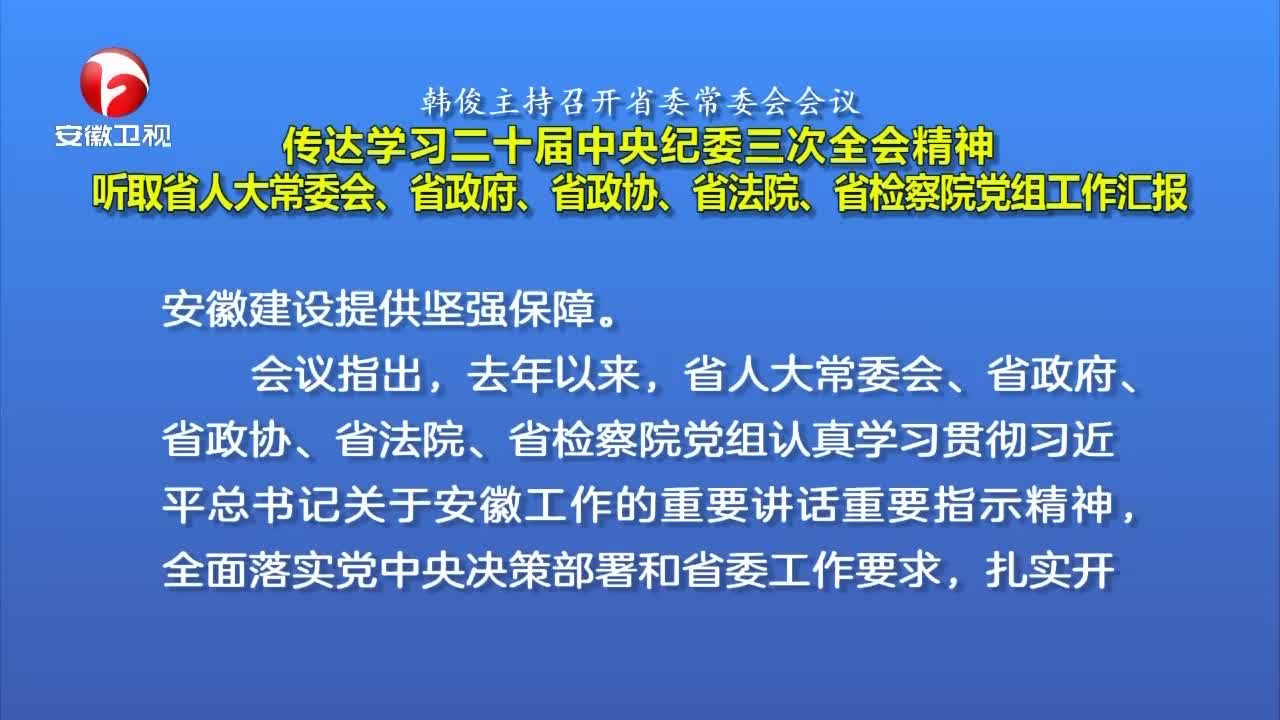 韩俊主持召开省委常委会会议
安徽卫视
传达学习二十届中央纪委三次全会精神
听取省人大常委会、省政府、省政协、省法院、省检察院党组工作汇报
安徽建设提供坚强保障。
会议指出，去年以来，省人大常委会、省政府、
省政协、省法院、省检察院党组认真学习贯彻习近
平总书记关于安徽工作的重要讲话重要指示精神，
全面落实党中央决策部署和省委工作要求，扎实开